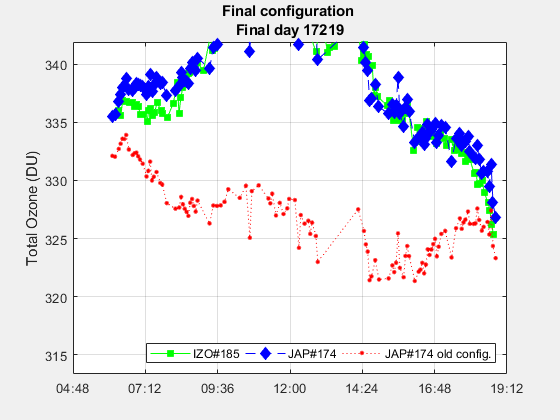 Final configuration
Final day 17219
Total Ozone (DU)
340
335
330
325
320
315
IZO#185 JAP#174 JAP#174 old config.
04:48 07:12 09:36 12:00 14:24 16:48 19:12